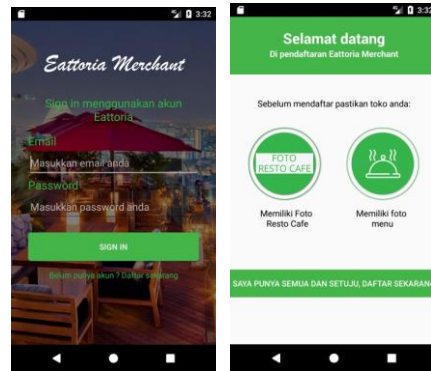 3:32
Eattoria Merchant
Sign in menggunakan akun
Eattoria
Email
Masukkan email anda
Password
Masukkan password anda
SIGN IN
Belum punya akun ? Daftar sekarang
3:32
Selamat datang
Di pendaftaran Eattoria Merchant
Sebelum mendaftar pastikan toko anda:
FOTO
RESTO CAFE
Memiliki Foto
Resto Cafe
Memiliki foto
menu
SAYA PUNYA SEMUA DAN SETUJU, DAFTAR SEKARANG